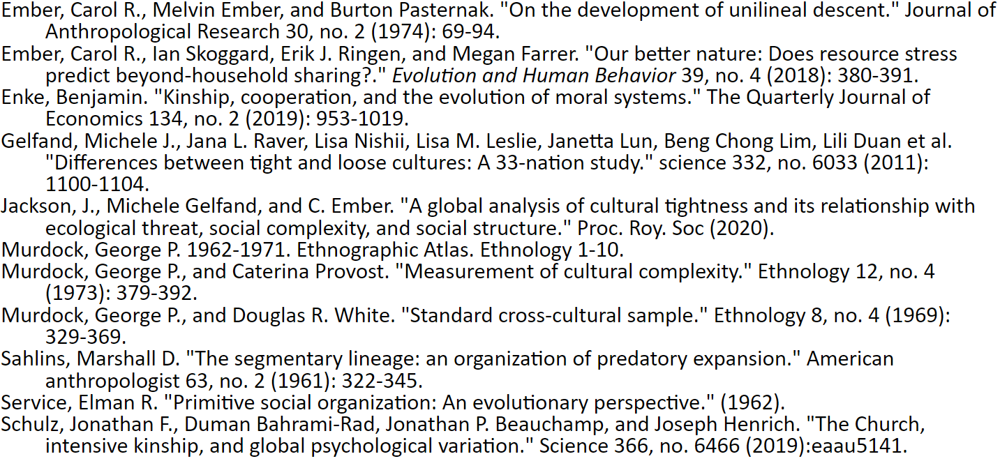 Ember, Carol R., Melvin Ember, and Burton Pasternak. "On the development of unilineal descent." Journal of
Anthropological Research 30, no. 2 (1974): 69-94.
Ember, Carol R., Ian Skoggard, Erik J. Ringen, and Megan Farrer. "Our better nature: Does resource stress
predict beyond-household sharing?." Evolution and Human Behavior 39, no. 4 (2018): 380-391.
Enke, Benjamin. "Kinship, cooperation, and the evolution of moral systems." The Quarterly Journal of
Economics 134, no. 2 (2019): 953-1019.
Gelfand, Michele J., Jana L. Raver, Lisa Nishii, Lisa M. Leslie, Janetta Lun, Beng Chong Lim, Lili Duan et al.
"Differences between tight and loose cultures: A 33-nation study." science 332, no. 6033 (2011):
1100-1104.
Jackson, J., Michele Gelfand, and C. Ember. "A global analysis of cultural tightness and its relationship with
ecological threat, social complexity, and social structure." Proc. Roy. Soc (2020).
Murdock, George P. 1962-1971. Ethnographic Atlas. Ethnology 1-10.
Murdock, George P., and Caterina Provost. "Measurement of cultural complexity." Ethnology 12, no. 4
(1973): 379-392.
Murdock, George P., and Douglas R. White. "Standard cross-cultural sample." Ethnology 8, no. 4 (1969):
329-369.
Sahlins, Marshall D. "The segmentary lineage: an organization of predatory expansion." American
anthropologist 63, no. 2 (1961): 322-345.
Service, Elman R. "Primitive social organization: An evolutionary perspective." (1962).
Schulz, Jonathan F., Duman Bahrami-Rad, Jonathan P. Beauchamp, and Joseph Henrich. "The Church,
intensive kinship, and global psychological variation." Science 366, no. 6466 (2019):eaau5141.